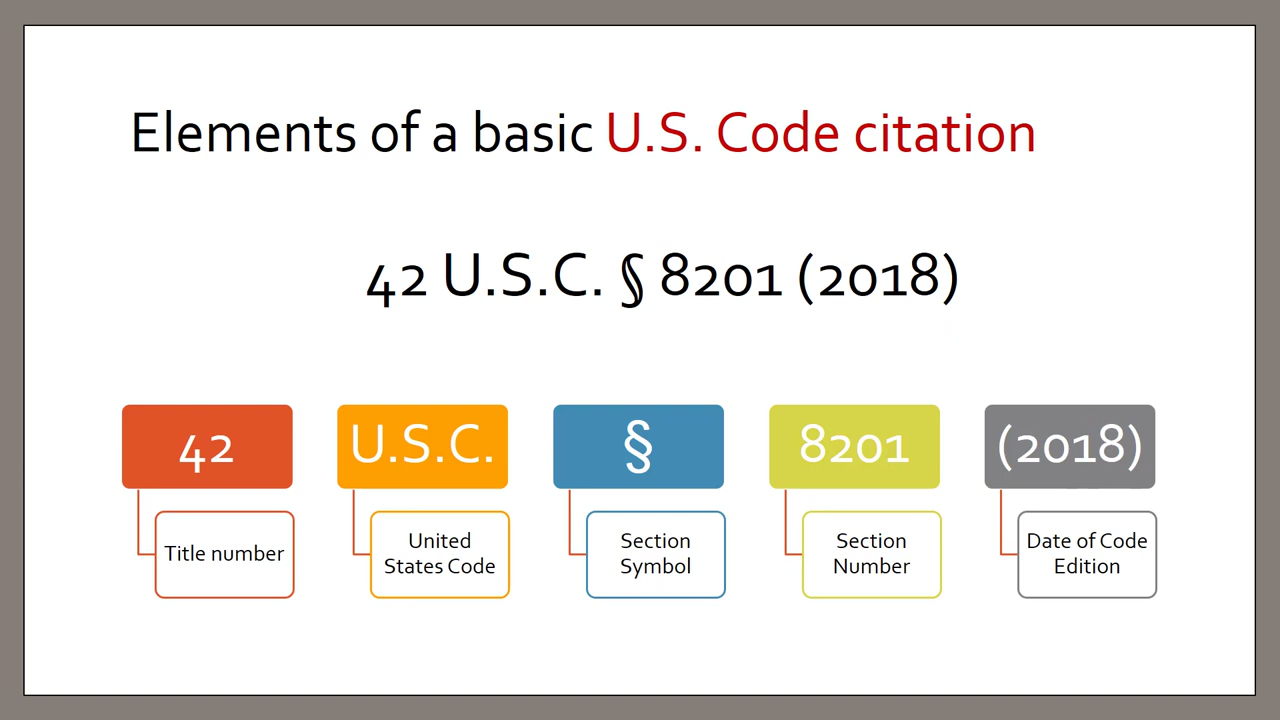 Elements of a basic U.S. Code citation
42 U.S.C. § 8201 (2018)
42
U.S.C.
§
8201
(2018)
Title number
United
States Code
Section
Symbol
Section
Number
Date of Code
Edition